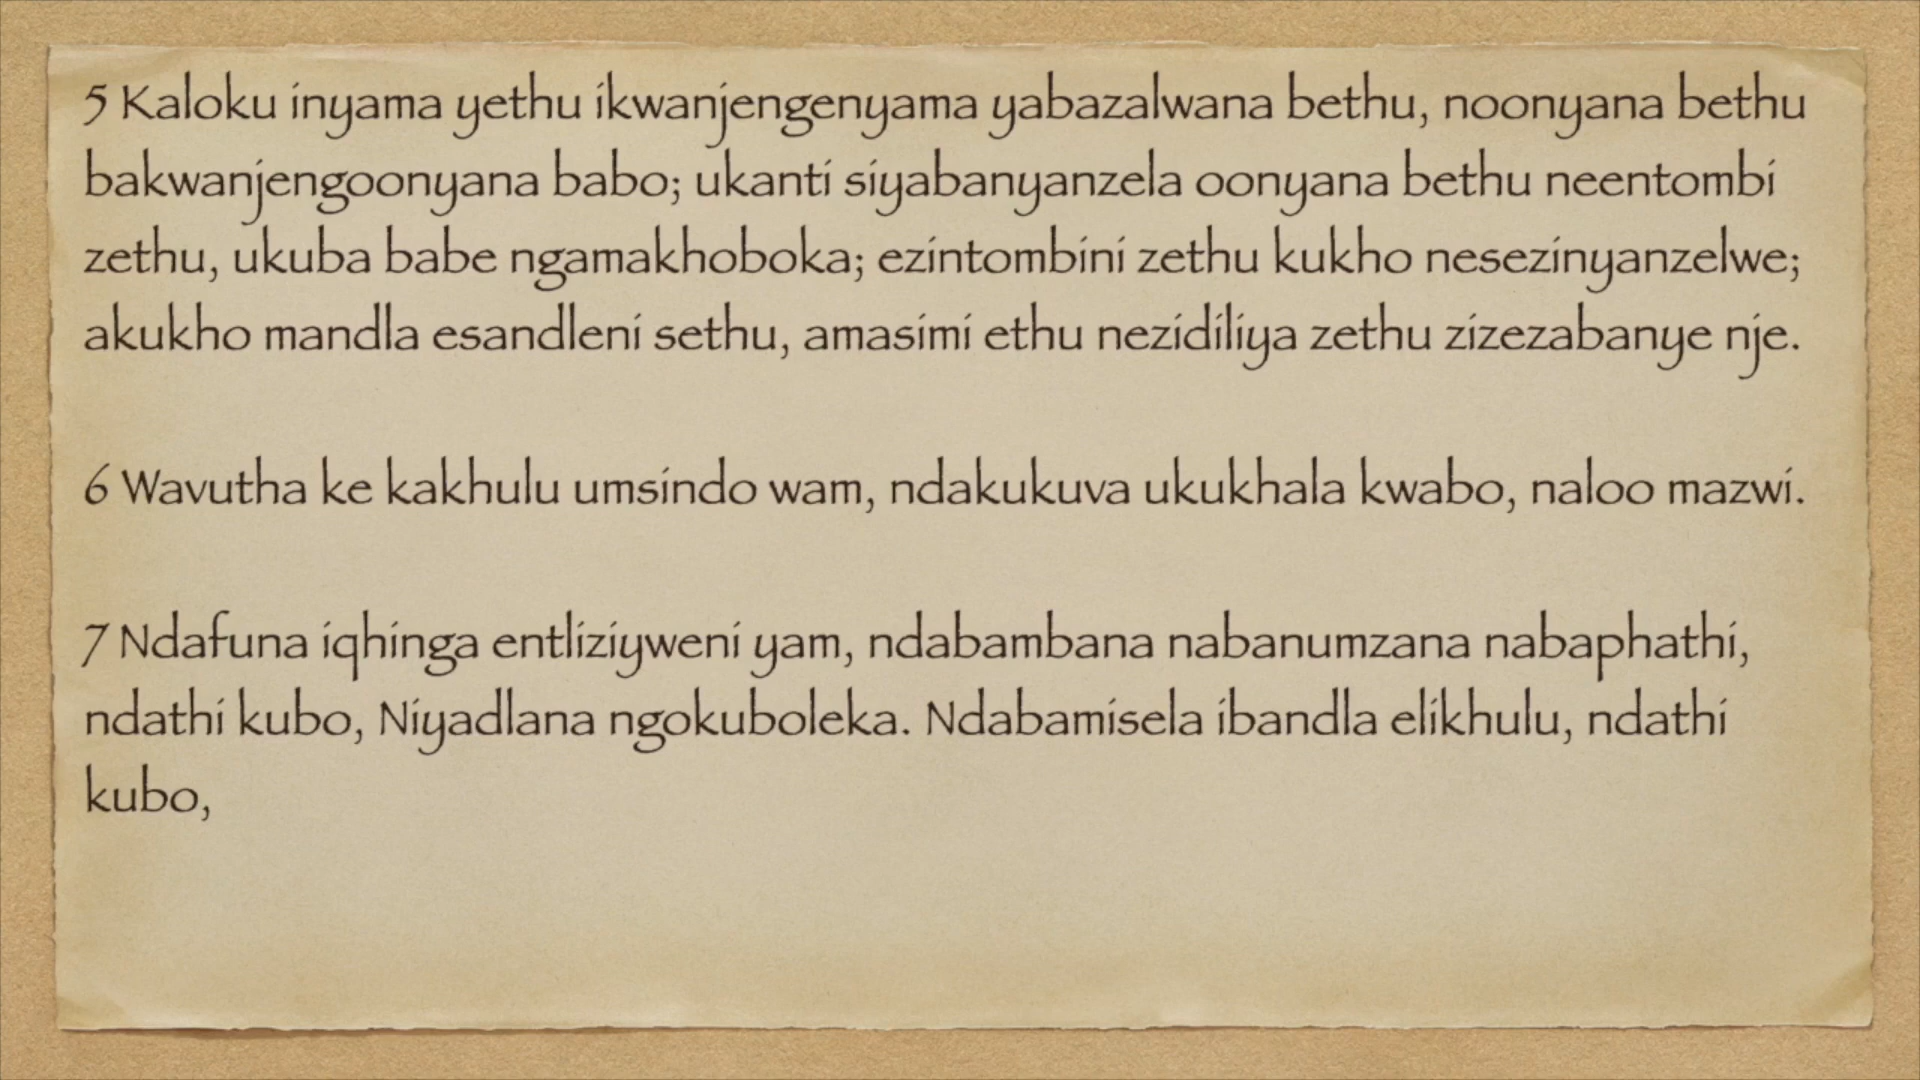 5 Kaloku inyama yethu ikwanjengenyama yabazalwana bethu, noonyana bethu
bakwanjengoonyana babo; ukanti siyabanyanzela oonyana bethu neentombi
zethu, ukuba babe ngamakhoboka; ezintombini zethu kukho nesezinyanzelwe;
akukho mandla esandleni sethu, amasimi ethu nezidiliya zethu zizezabanye nje.
6 Wavutha ke kakhulu umsindo wam, ndakukuva ukukhala kwabo, naloo mazwi.
7 Ndafuna iqhinga entliziyweni yam, ndabambana nabanumzana nabaphathi,
ndathi kubo, Niyadlana ngokuboleka. Ndabamisela ibandla elikhulu, ndathi
kubo,